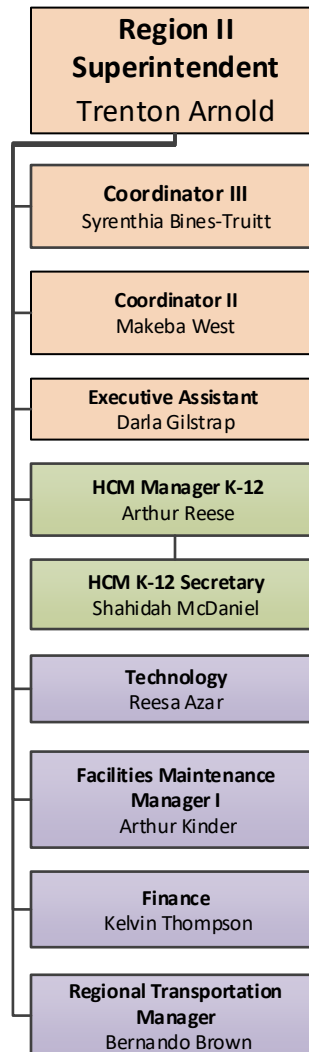 Region II
Superintendent
Trenton Arnold
Coordinator III
Syrenthia Bines-Truitt
Coordinator II
Makeba West
Executive Assistant
Darla Gilstrap
HCM Manager K-12
Arthur Reese
HCM K-12 Secretary
Shahidah McDaniel
Technology
Reesa Azar
Facilities Maintenance
Manager I
Arthur Kinder
Finance
Kelvin Thompson
Regional Transportation
Manager
Bernando Brown